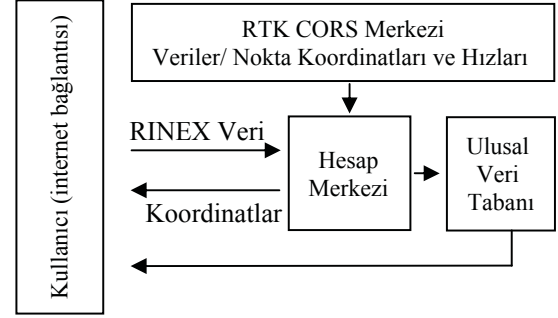 Kullanıcı (internet bağlantısı)
RTK CORS Merkezi
Veriler/ Nokta Koordinatları ve Hızları
RINEX Veri
Koordinatlar
Hesap
Merkezi
Ulusal
Veri
Tabanı